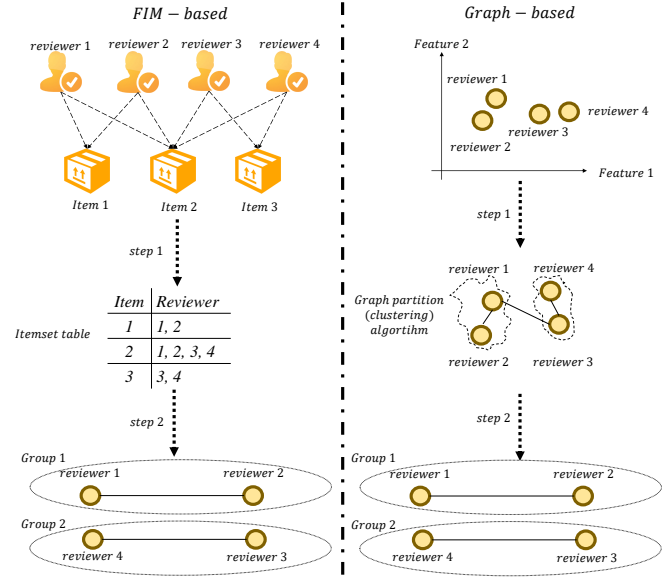 FIM − based
reviewer 1
reviewer 2
reviewer 3
reviewer 4
Item 1
Item 2
Item 3
step 1
Itemset table
Item Reviewer
1 1, 2
2 1, 2, 3, 4
3 3, 4
step 2
Group 1
reviewer 1
reviewer 2
Group 2
reviewer 4
reviewer 3
Graph − based
Feature 2
reviewer 1
reviewer 4
reviewer 3
reviewer 2
Feature 1
step 1
reviewer 1
reviewer 4
Graph partition
(clustering)
algortihm
reviewer 2
reviewer 3
step 2
Group 1
reviewer 1
reviewer 2
Group 2
reviewer 4
reviewer 3